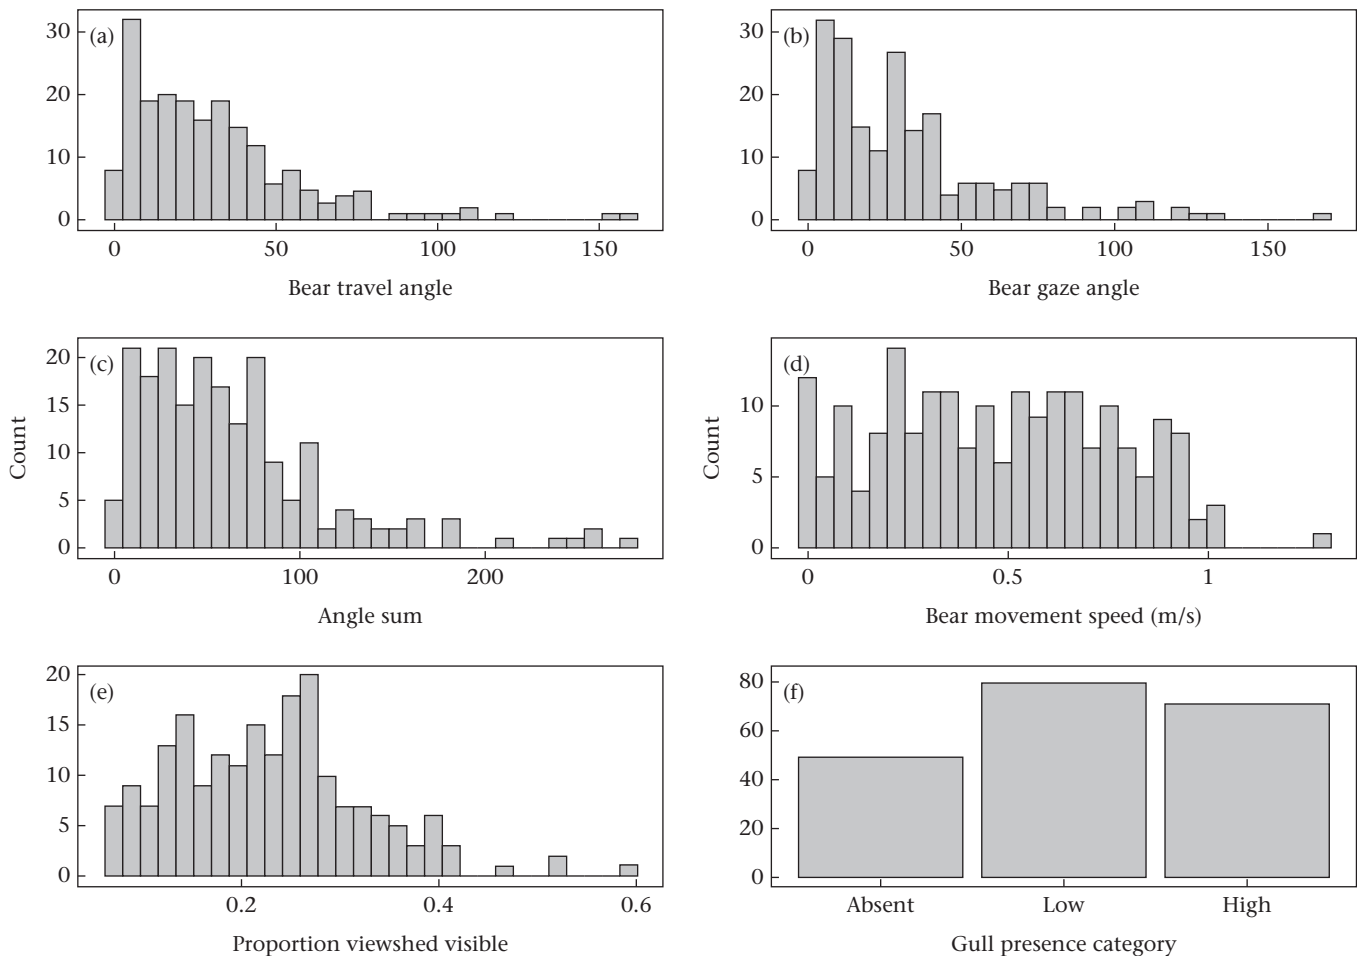 (a)
30
20
10
0
0 50 100 150
Bear travel angle
(b)
30
20
10
0
0 50 100 150
Bear gaze angle
(c)
20
15
10
5
0
0 100 200
Angle sum
Count
(d)
10
5
0
0 0.5 1
Bear movement speed (m/s)
Count
(e)
20
15
10
5
0
0.2 0.4 0.6
Proportion viewshed visible
(f)
80
60
40
20
0
Absent Low High
Gull presence category